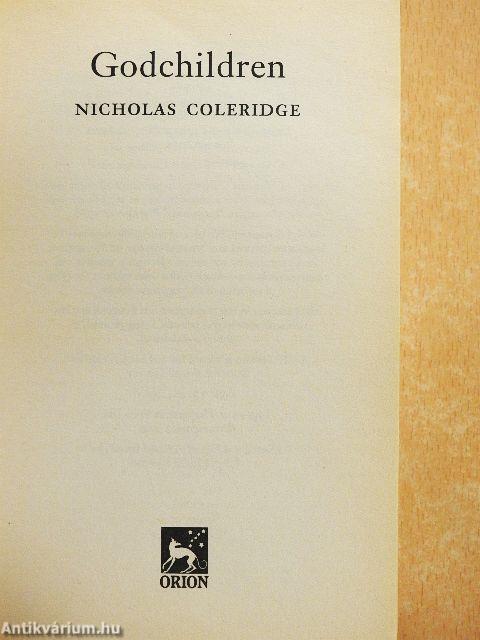 Godchildren
NICHOLAS COLERIDGE
ORION
Antikvárium.hu